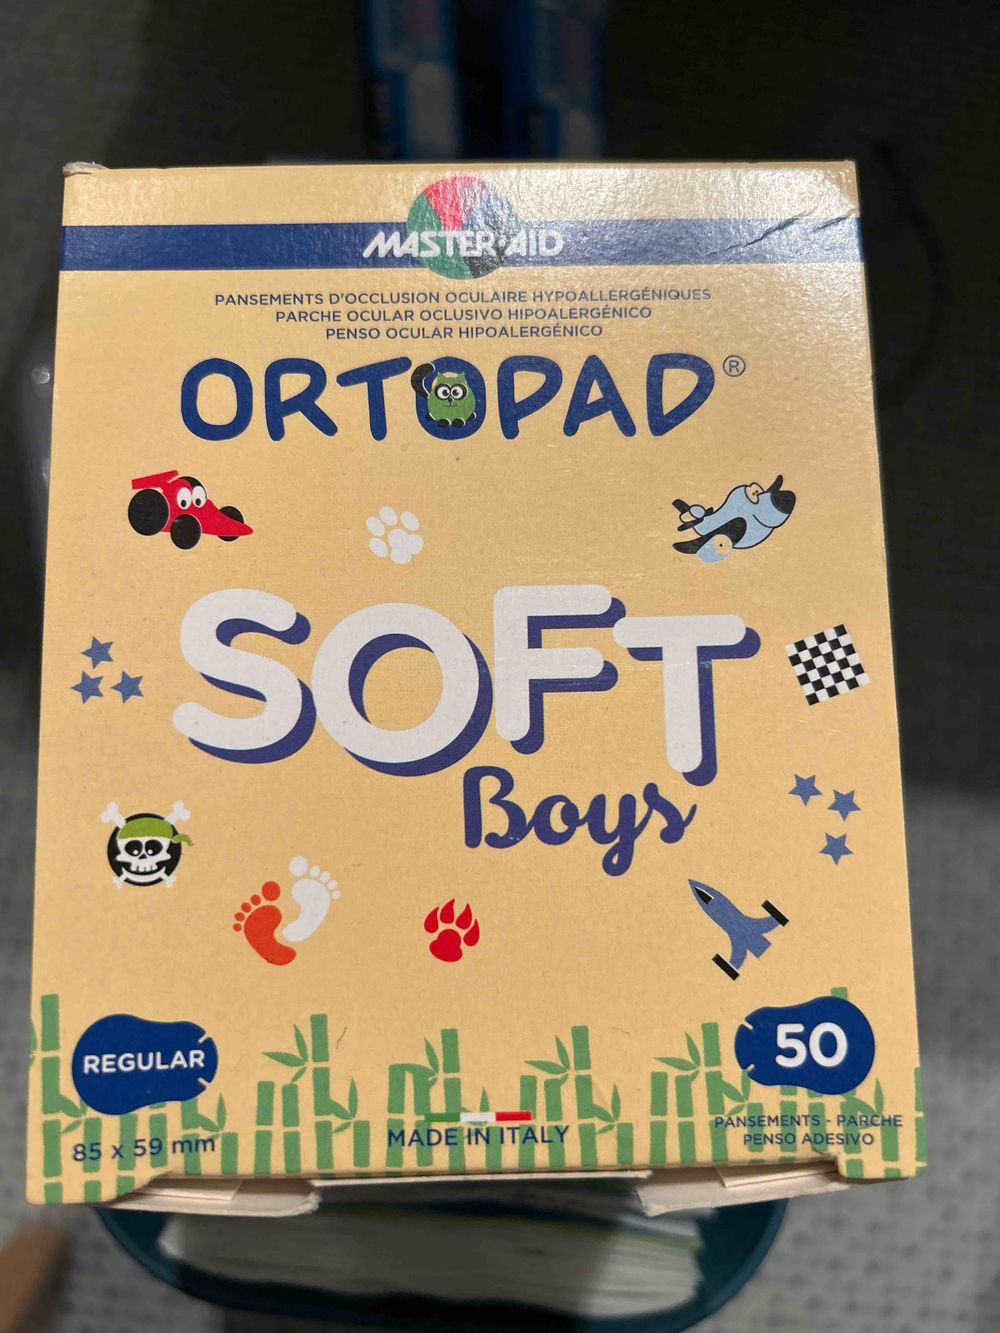 MASTER·AID
PANSEMENTS D'OCCLUSION OCULAIRE HYPOALLERGÉNIQUES
PARCHE OCULAR OCLUSIVO HIPOALERGÉNICO
PENSO OCULAR HIPOALERGÉNICO
ORTOPAD®
SOFT
Boys
REGULAR
85 x 59 mm
MADE IN ITALY
50
PANSEMENTS - PARCHE
PENSO ADESIVO